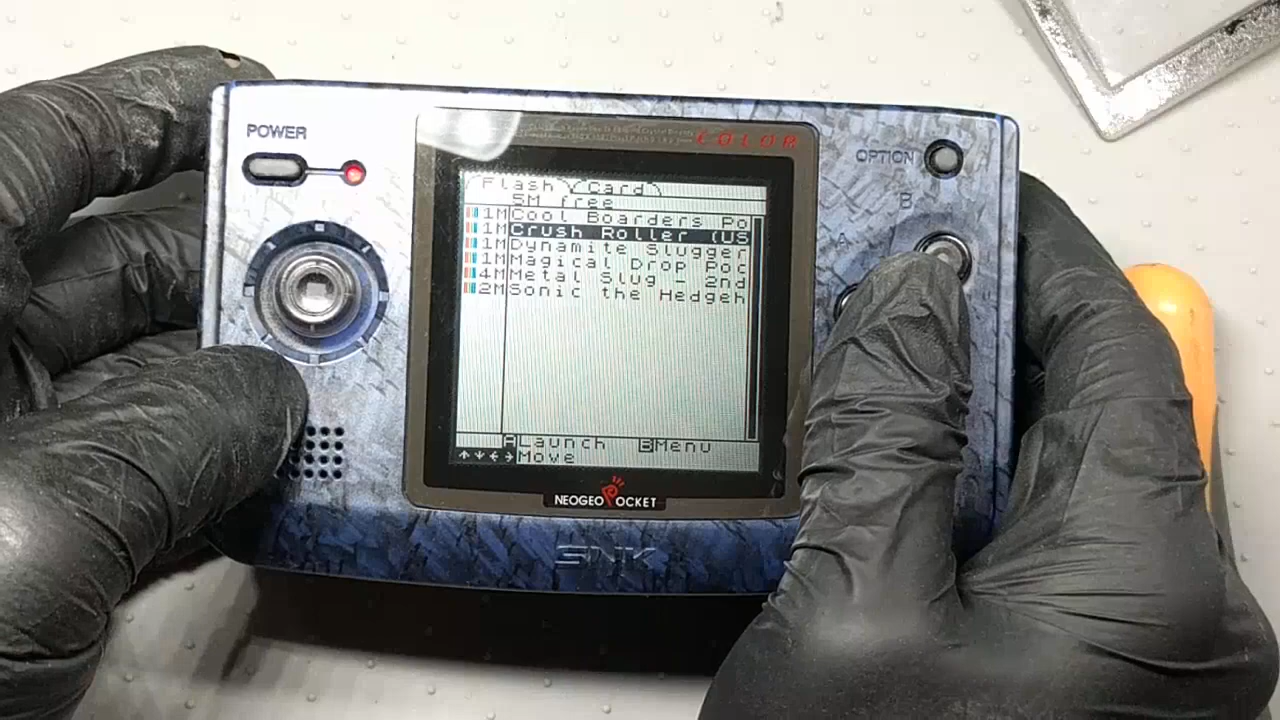 POWER
COLOR
OPTION
B
A
Flash Card
5M free
1M Cool Boarders Po
1M Crush Roller (US
1M Dynamite Slugger
1M Magical Drop Poc
4M Metal Slug - 2nd
2M Sonic the Hedgeh
A Launch B Menu
↑↓←→ Move
NEOGEO POCKET
SNK